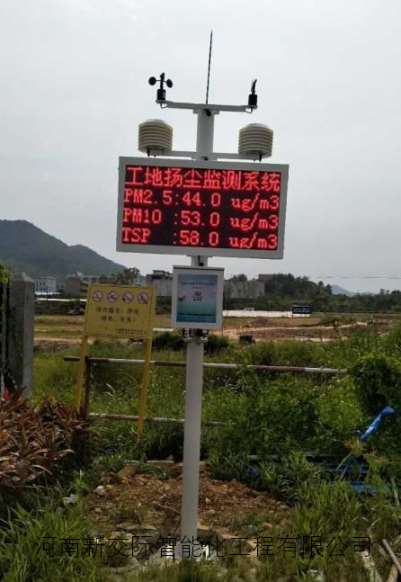 工地扬尘监测系统
PM2.5:44.0 ug/m3
PM10 :53.0 ug/m3
TSP :58.0 ug/m3
河南新交际智能化工程有限公司